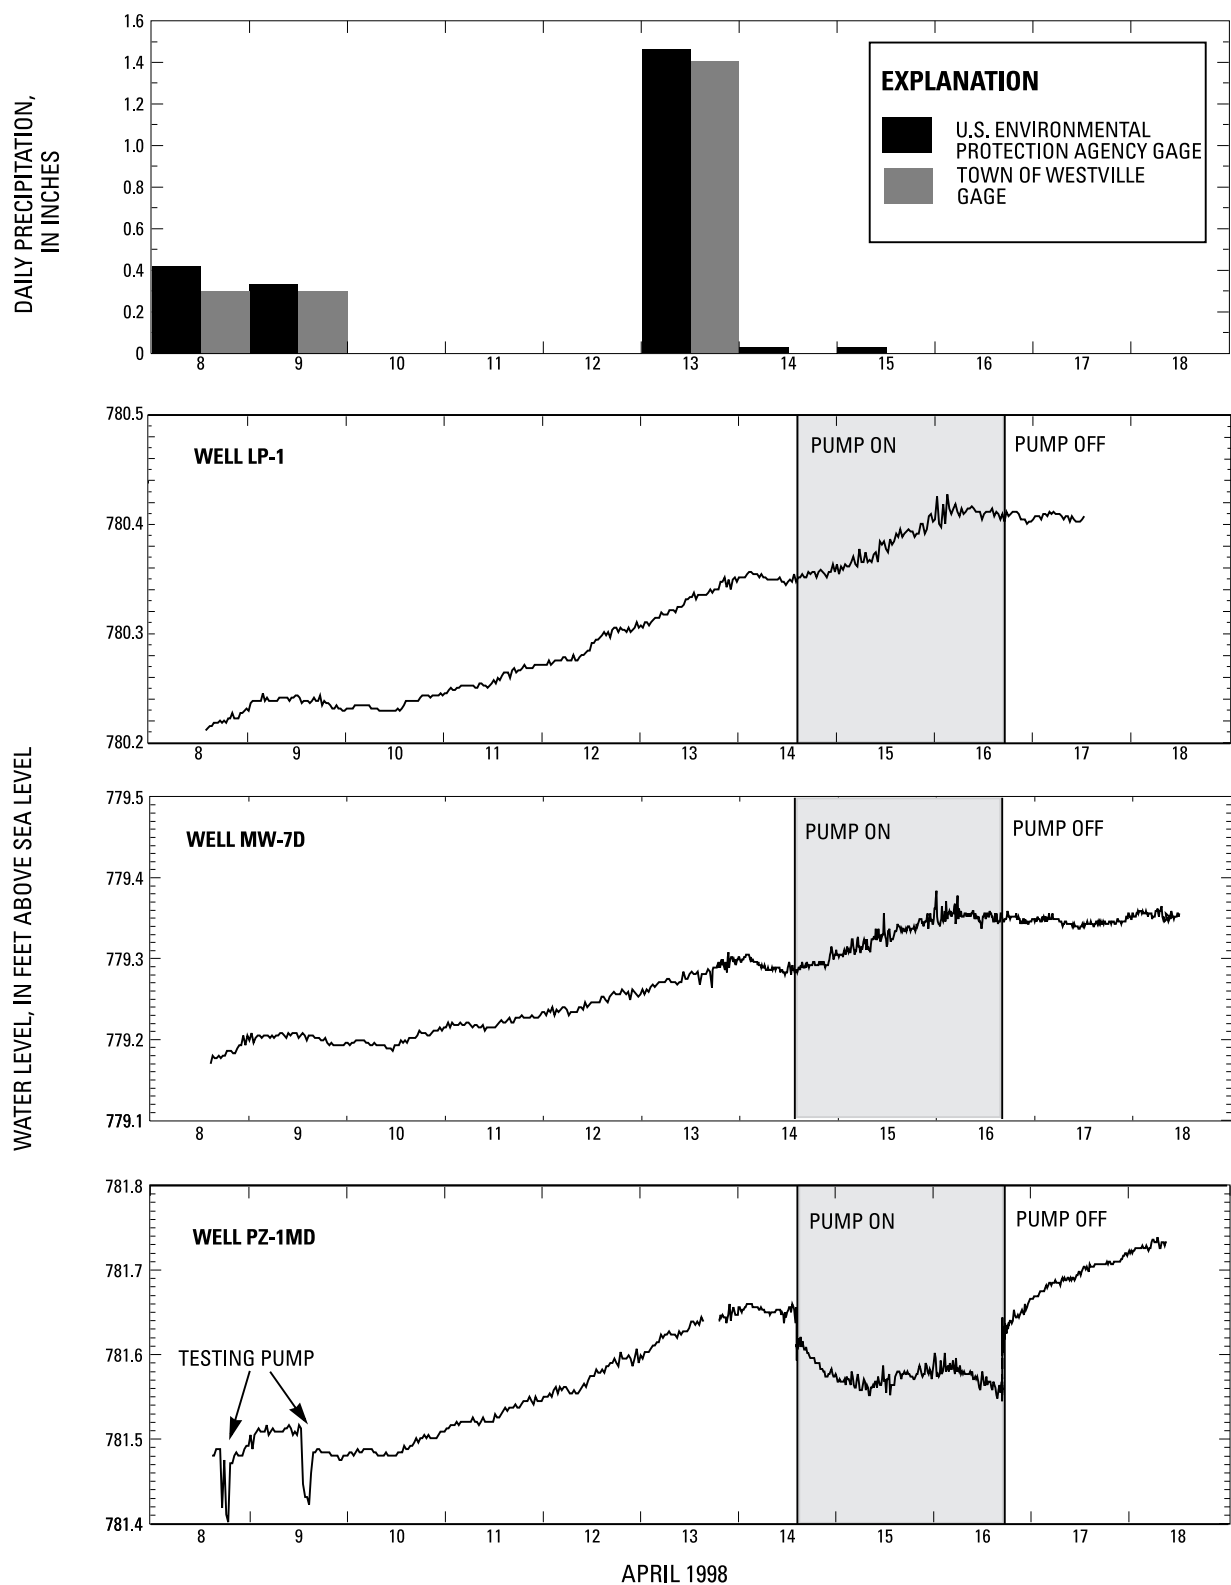 DAILY PRECIPITATION,
IN INCHES
1.6
1.4
1.2
1.0
0.8
0.6
0.4
0.2
0
EXPLANATION
U.S. ENVIRONMENTAL
PROTECTION AGENCY GAGE
TOWN OF WESTVILLE
GAGE
8 9 10 11 12 13 14 15 16 17 18
WATER LEVEL, IN FEET ABOVE SEA LEVEL
780.5
780.4
780.3
780.2
WELL LP-1
PUMP ON
PUMP OFF
8 9 10 11 12 13 14 15 16 17 18
779.5
779.4
779.3
779.2
779.1
WELL MW-7D
PUMP ON
PUMP OFF
8 9 10 11 12 13 14 15 16 17 18
781.8
781.7
781.6
781.5
781.4
WELL PZ-1MD
PUMP ON
PUMP OFF
TESTING PUMP
8 9 10 11 12 13 14 15 16 17 18
APRIL 1998